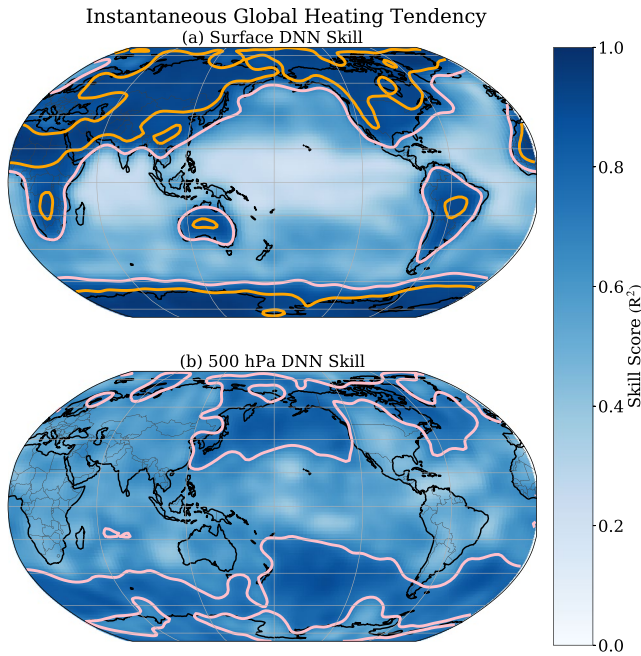 Instantaneous Global Heating Tendency
(a) Surface DNN Skill
1.0
0.8
0.6
0.4
0.2
0.0
Skill Score (R²)
(b) 500 hPa DNN Skill